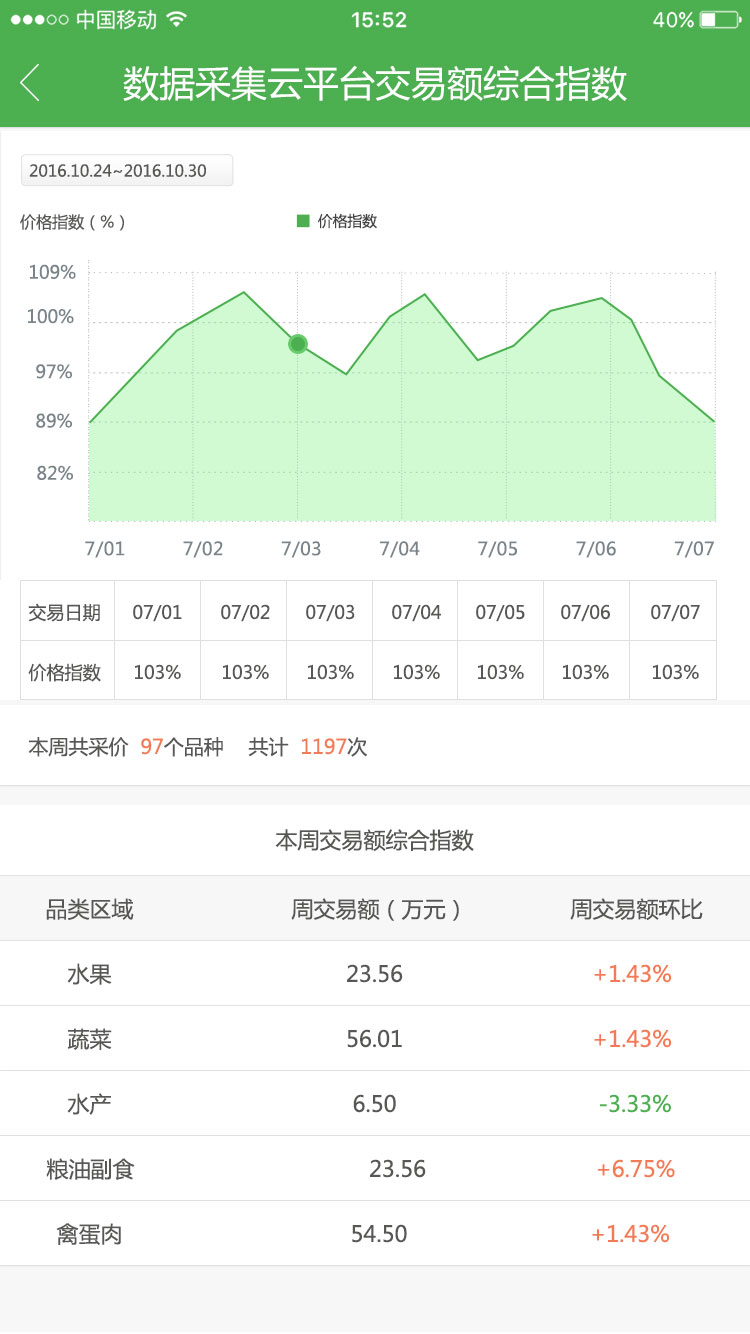 中国移动 15:52 40%
数据采集云平台交易额综合指数
2016.10.24~2016.10.30
价格指数（%） 价格指数
109%
100%
97%
89%
82%
7/01 7/02 7/03 7/04 7/05 7/06 7/07
交易日期 07/01 07/02 07/03 07/04 07/05 07/06 07/07
价格指数 103% 103% 103% 103% 103% 103% 103%
本周共采价 97个品种 共计 1197次
本周交易额综合指数
品类区域 周交易额（万元） 周交易额环比
水果 23.56 +1.43%
蔬菜 56.01 +1.43%
水产 6.50 -3.33%
粮油副食 23.56 +6.75%
禽蛋肉 54.50 +1.43%